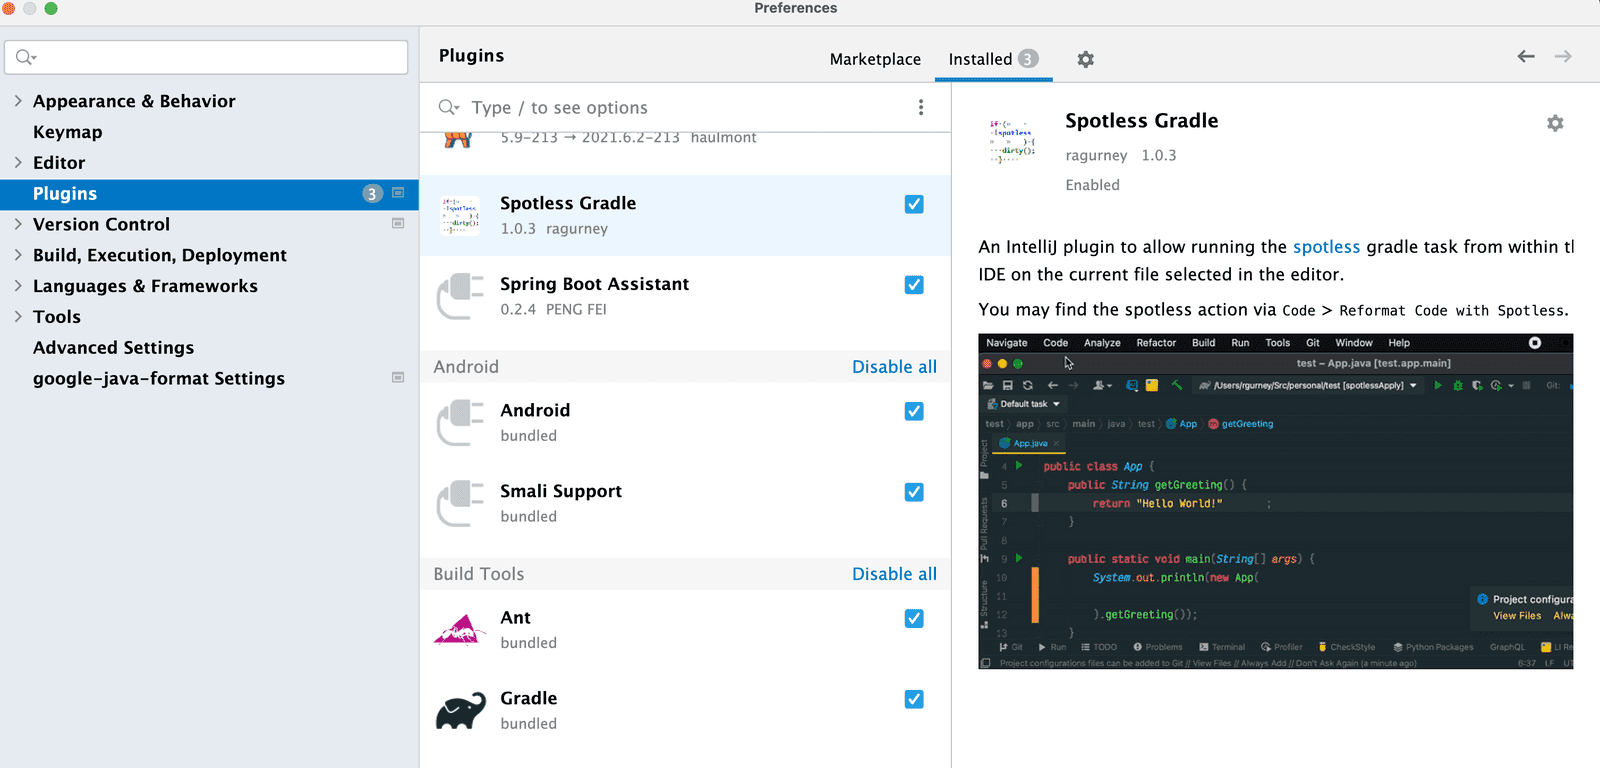 Preferences
Plugins
Marketplace
Installed 3
Appearance & Behavior
Keymap
Editor
Plugins 3
Version Control
Build, Execution, Deployment
Languages & Frameworks
Tools
Advanced Settings
google-java-format Settings
Type / to see options
5.9-213 → 2021.6.2-213 haulmont
Spotless Gradle
1.0.3 ragurney
Spring Boot Assistant
0.2.4 PENG FEI
Android Disable all
Android
bundled
Smali Support
bundled
Build Tools Disable all
Ant
bundled
Gradle
bundled
Spotless Gradle
ragurney 1.0.3
Enabled
An IntelliJ plugin to allow running the spotless gradle task from within th
IDE on the current file selected in the editor.
You may find the spotless action via Code > Reformat Code with Spotless.
Navigate Code Analyze Refactor Build Run Tools Git Window Help
test – App.java [test.app.main]
/Users/rgurney/Src/personal/test [spotlessApply] Git:
Default task
test app src main java test App getGreeting
App.java
Project
Pull Requests
Structure
4 public class App {
5 public String getGreeting() {
6 return "Hello World!" ;
7 }
8
9 public static void main(String[] args) {
10 System.out.println(new App(
11
12 ).getGreeting());
13 }
Project configura
View Files Alwa
Git Run TODO Problems Terminal Profiler CheckStyle Python Packages GraphQL LI Re
Project configurations files can be added to Git // View Files // Always Add // Don't Ask Again (a minute ago) 6:37 LF UT